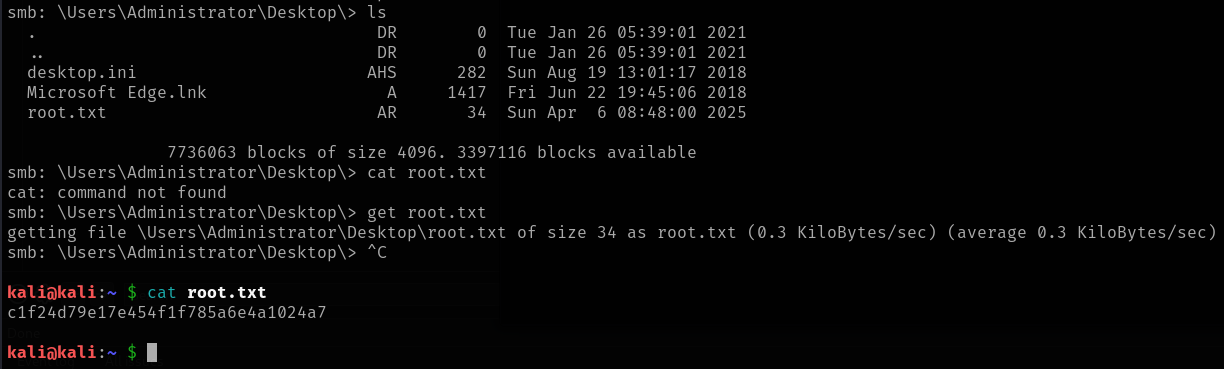 smb: \Users\Administrator\Desktop\> ls
. DR 0 Tue Jan 26 05:39:01 2021
.. DR 0 Tue Jan 26 05:39:01 2021
desktop.ini AHS 282 Sun Aug 19 13:01:17 2018
Microsoft Edge.lnk A 1417 Fri Jun 22 19:45:06 2018
root.txt AR 34 Sun Apr 6 08:48:00 2025
7736063 blocks of size 4096. 3397116 blocks available
smb: \Users\Administrator\Desktop\> cat root.txt
cat: command not found
smb: \Users\Administrator\Desktop\> get root.txt
getting file \Users\Administrator\Desktop\root.txt of size 34 as root.txt (0.3 KiloBytes/sec) (average 0.3 KiloBytes/sec)
smb: \Users\Administrator\Desktop\> ^C
kali@kali:~ $ cat root.txt
c1f24d79e17e454f1f785a6e4a1024a7
kali@kali:~ $